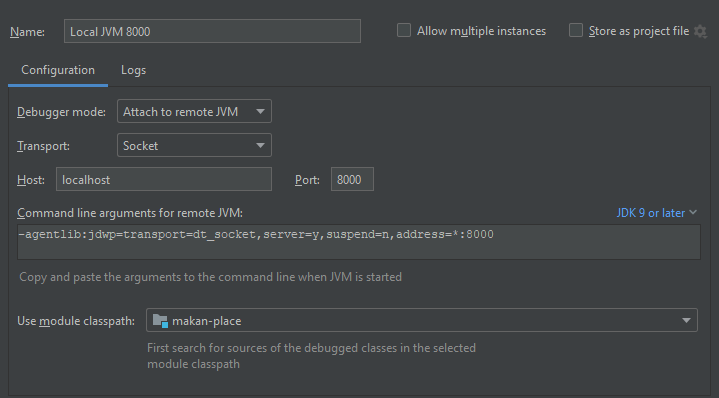 Name: Local JVM 8000 Allow multiple instances Store as project file
Configuration Logs
Debugger mode: Attach to remote JVM
Transport: Socket
Host: localhost Port: 8000
Command line arguments for remote JVM: JDK 9 or later
-agentlib:jdwp=transport=dt_socket,server=y,suspend=n,address=*:8000
Copy and paste the arguments to the command line when JVM is started
Use module classpath: makan-place
First search for sources of the debugged classes in the selected
module classpath